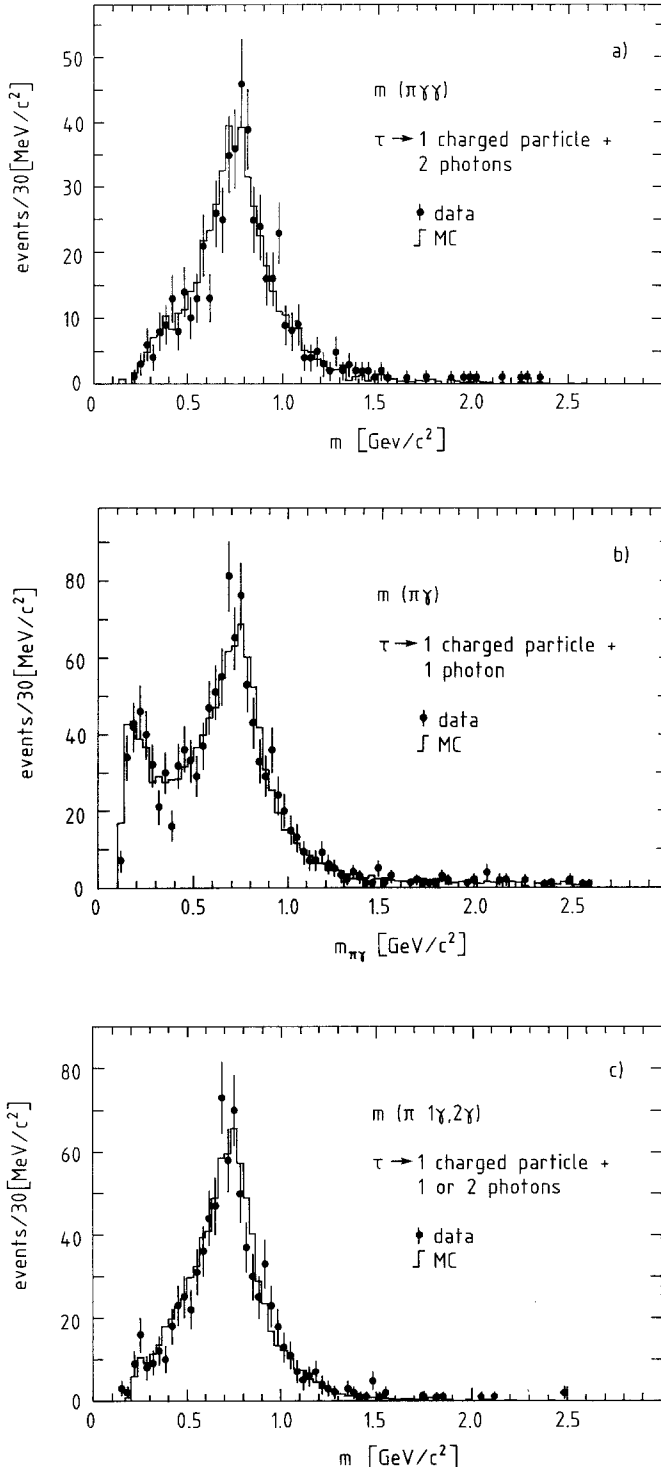 a)
50
40
30
20
10
0
events/30[MeV/c²]
m (πγγ)
τ → 1 charged particle +
2 photons
data
MC
0 0.5 1.0 1.5 2.0 2.5
m [Gev/c²]
b)
80
60
40
20
0
events/30[MeV/c²]
m (πγ)
τ → 1 charged particle +
1 photon
data
MC
0 0.5 1.0 1.5 2.0 2.5
mπγ [GeV/c²]
c)
80
60
40
20
0
events/30[MeV/c²]
m (π 1γ,2γ)
τ → 1 charged particle +
1 or 2 photons
data
MC
0 0.5 1.0 1.5 2.0 2.5
m [GeV/c²]